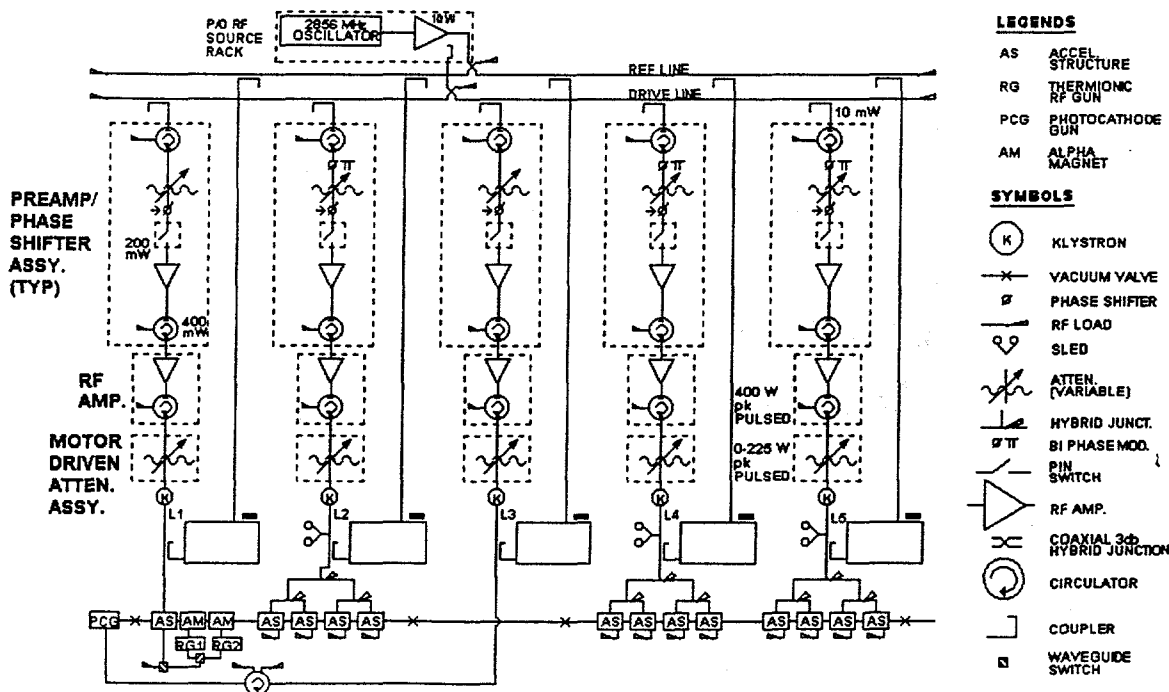 P/O RF
SOURCE
RACK
2856 MHz
OSCILLATOR
10W
REF LINE
DRIVE LINE
10 mW
PREAMP/
PHASE
SHIFTER
ASSY.
(TYP)
200
mW
400
mW
RF
AMP.
400 W
pk
PULSED
MOTOR
DRIVEN
ATTEN.
ASSY.
0-225 W
pk
PULSED
π π π
K K K K K
L1 L2 L3 L4 L5
PCG AS AM AM AS AS AS AS AS AS AS AS AS AS AS AS
RG1 RG2
LEGENDS
AS ACCEL STRUCTURE
RG THERMIONIC RF GUN
PCG PHOTOCATHODE GUN
AM ALPHA MAGNET
SYMBOLS
K KLYSTRON
VACUUM VALVE
PHASE SHIFTER
RF LOAD
SLED
ATTEN.
(VARIABLE)
HYBRID JUNCT.
π BI PHASE MOD.
PIN
SWITCH
RF AMP.
COAXIAL 3db
HYBRID JUNCTION
CIRCULATOR
COUPLER
WAVEGUIDE
SWITCH